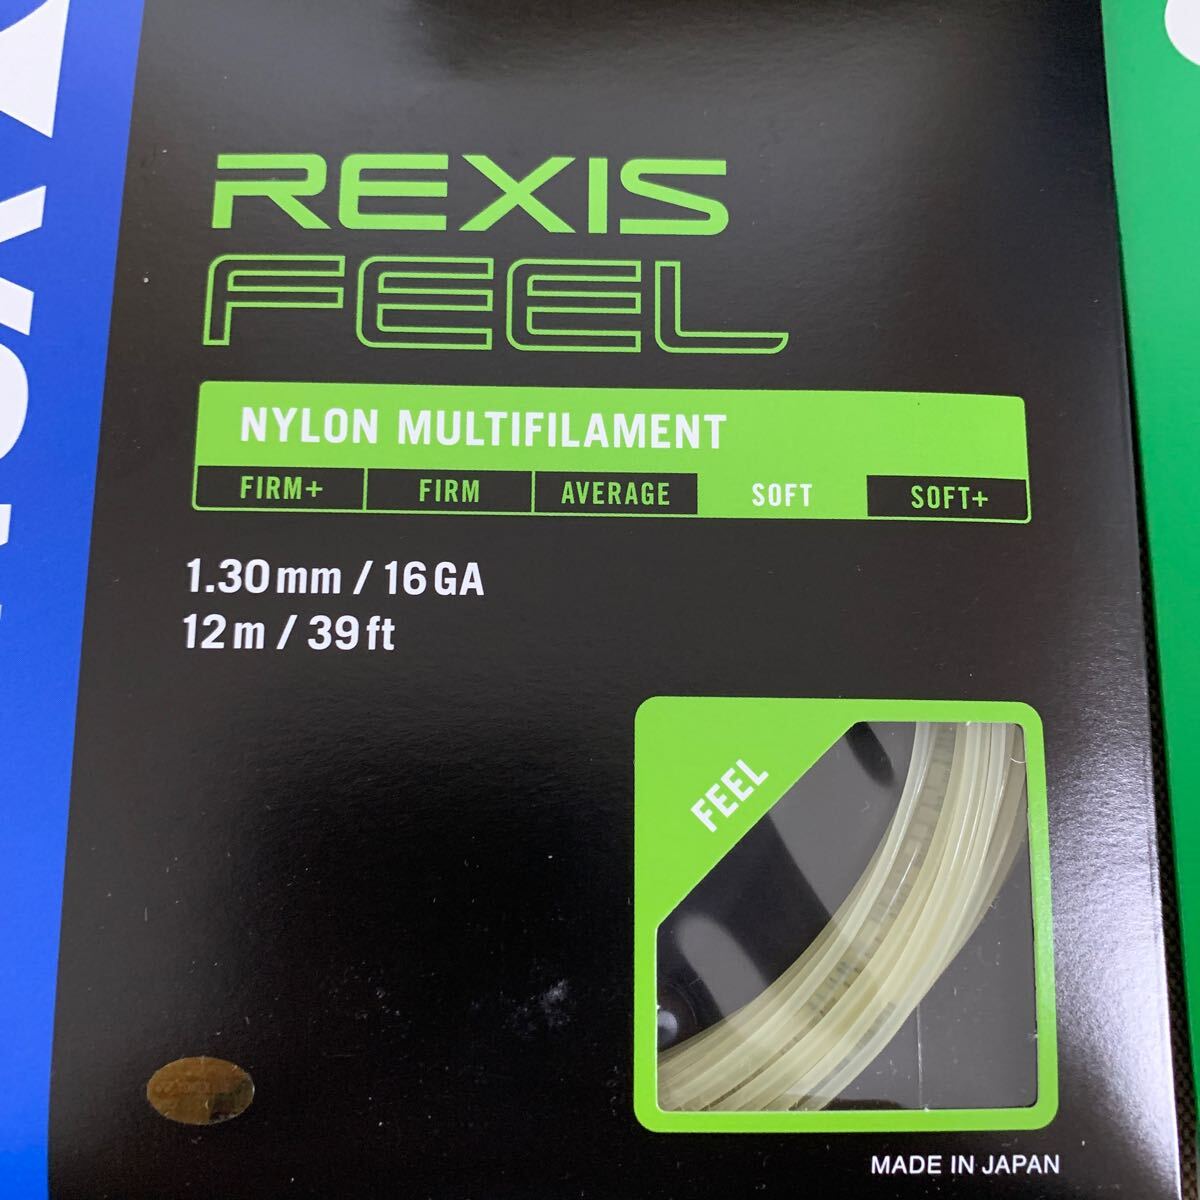 REXIS
FEEL
NYLON MULTIFILAMENT
FIRM+ FIRM AVERAGE SOFT SOFT+
1.30mm / 16GA
12m / 39ft
FEEL
MADE IN JAPAN